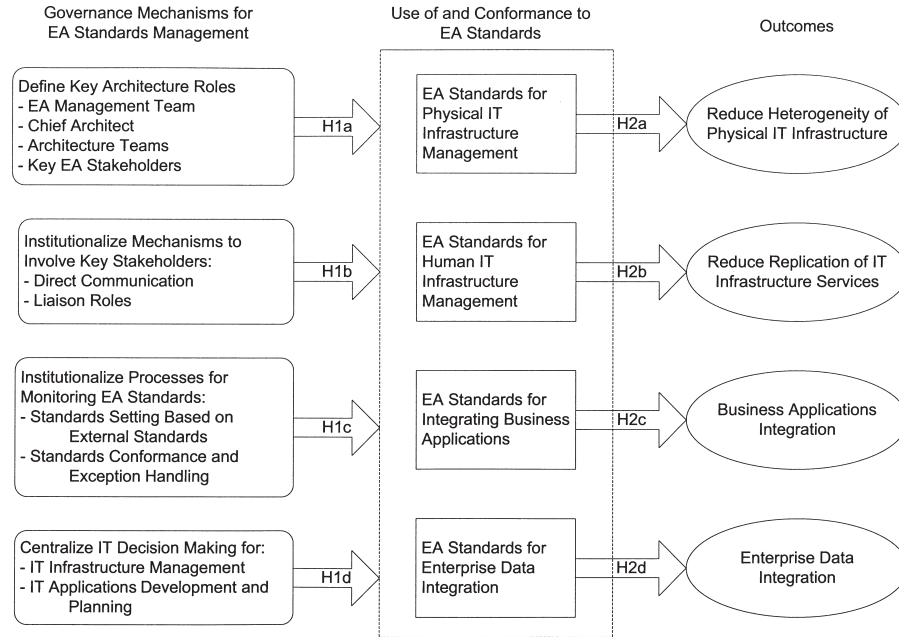 Governance Mechanisms for
EA Standards Management
Use of and Conformance to
EA Standards
Outcomes
Define Key Architecture Roles
- EA Management Team
- Chief Architect
- Architecture Teams
- Key EA Stakeholders
H1a
EA Standards for
Physical IT
Infrastructure
Management
H2a
Reduce Heterogeneity of
Physical IT Infrastructure
Institutionalize Mechanisms to
Involve Key Stakeholders:
- Direct Communication
- Liaison Roles
H1b
EA Standards for
Human IT
Infrastructure
Management
H2b
Reduce Replication of IT
Infrastructure Services
Institutionalize Processes for
Monitoring EA Standards:
- Standards Setting Based on
External Standards
- Standards Conformance and
Exception Handling
H1c
EA Standards for
Integrating Business
Applications
H2c
Business Applications
Integration
Centralize IT Decision Making for:
- IT Infrastructure Management
- IT Applications Development and
Planning
H1d
EA Standards for
Enterprise Data
Integration
H2d
Enterprise Data
Integration